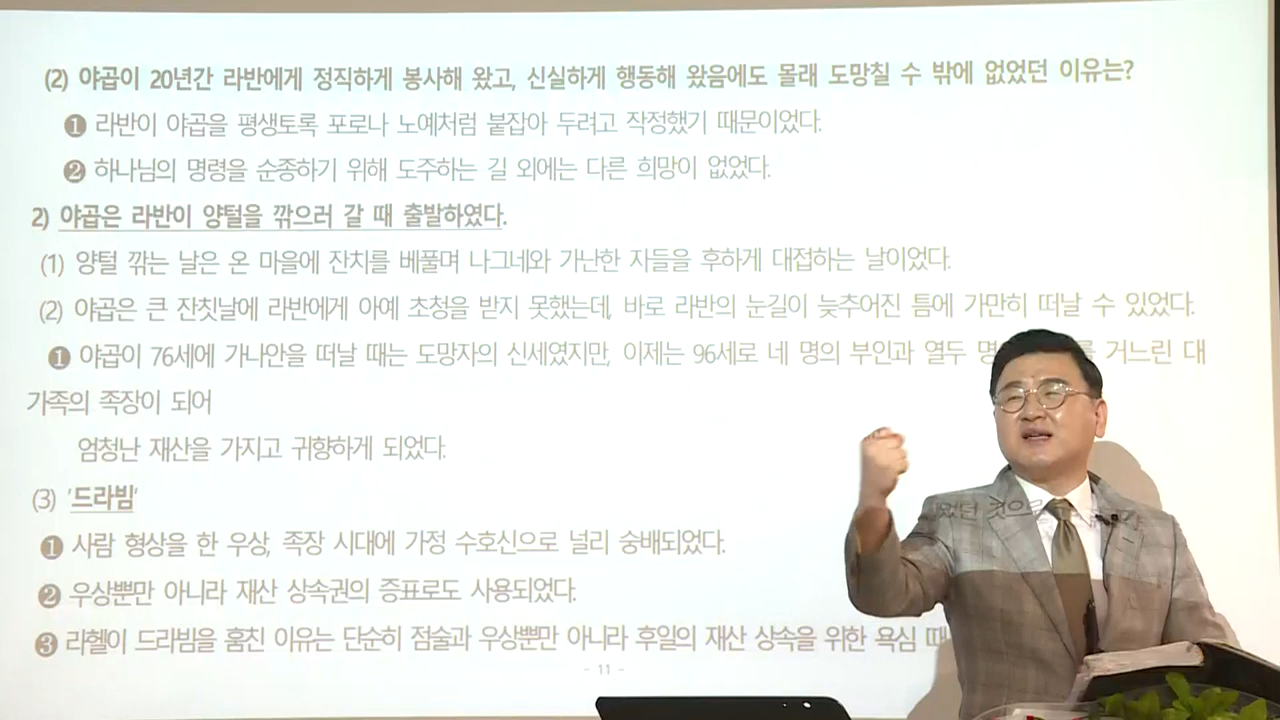 (2) 야곱이 20년간 라반에게 정직하게 봉사해 왔고, 신실하게 행동해 왔음에도 몰래 도망칠 수 밖에 없었던 이유는?
❶ 라반이 야곱을 평생토록 포로나 노예처럼 붙잡아 두려고 작정했기 때문이었다.
❷ 하나님의 명령을 순종하기 위해 도주하는 길 외에는 다른 희망이 없었다.
2) 야곱은 라반이 양털을 깎으러 갈 때 출발하였다.
(1) 양털 깎는 날은 온 마을에 잔치를 베풀며 나그네와 가난한 자들을 후하게 대접하는 날이었다.
(2) 야곱은 큰 잔칫날에 라반에게 아예 초청을 받지 못했는데, 바로 라반의 눈길이 늦추어진 틈에 가만히 떠날 수 있었다.
❶ 야곱이 76세에 가나안을 떠날 때는 도망자의 신세였지만, 이제는 96세로 네 명의 부인과 열두 거느린 대
가족의 족장이 되어
엄청난 재산을 가지고 귀향하게 되었다.
(3) '드라빔'
❶ 사람 형상을 한 우상, 족장 시대에 가정 수호신으로 널리 숭배되었다.
❷ 우상뿐만 아니라 재산 상속권의 증표로도 사용되었다.
❸ 라헬이 드라빔을 훔친 이유는 단순히 점술과 우상뿐만 아니라 후일의 재산 상속을 위한 욕심
- 11 -